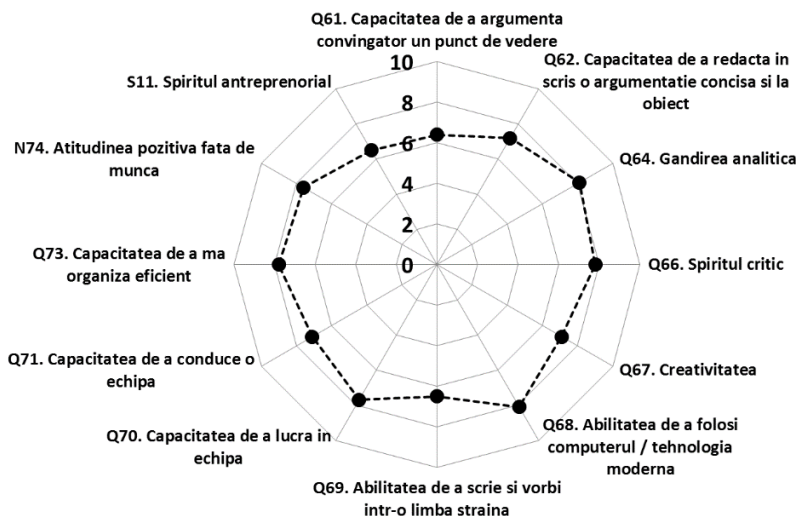 Q61. Capacitatea de a argumenta
convingator un punct de vedere
Q62. Capacitatea de a redacta in
scris o argumentatie concisa si la
obiect
Q64. Gandirea analitica
Q66. Spiritul critic
Q67. Creativitatea
Q68. Abilitatea de a folosi
computerul / tehnologia
moderna
Q69. Abilitatea de a scrie si vorbi
intr-o limba straina
Q70. Capacitatea de a lucra in
echipa
Q71. Capacitatea de a conduce o
echipa
Q73. Capacitatea de a ma
organiza eficient
N74. Atitudinea pozitiva fata de
munca
S11. Spiritul antreprenorial
10
8
6
4
2
0